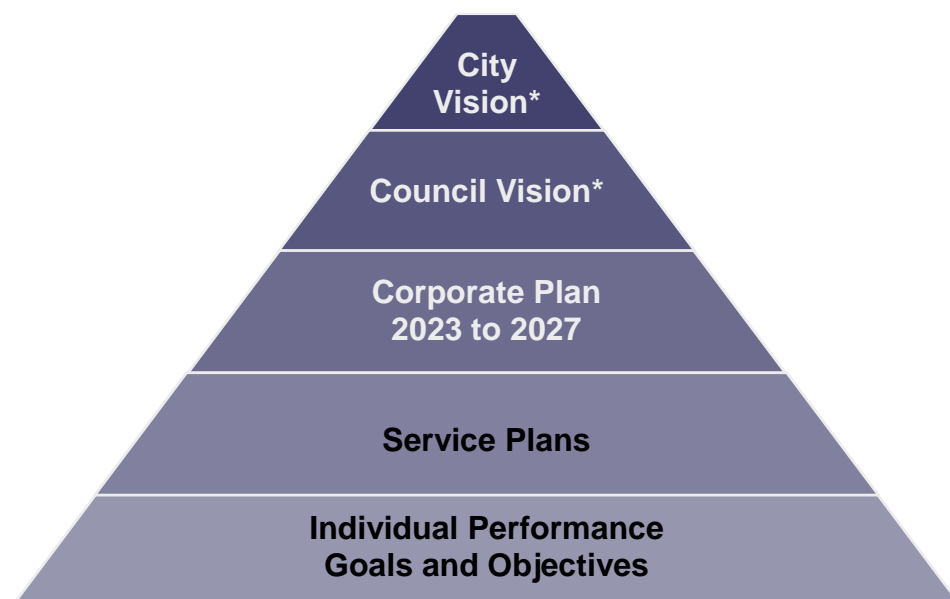 City
Vision*
Council Vision*
Corporate Plan
2023 to 2027
Service Plans
Individual Performance
Goals and Objectives